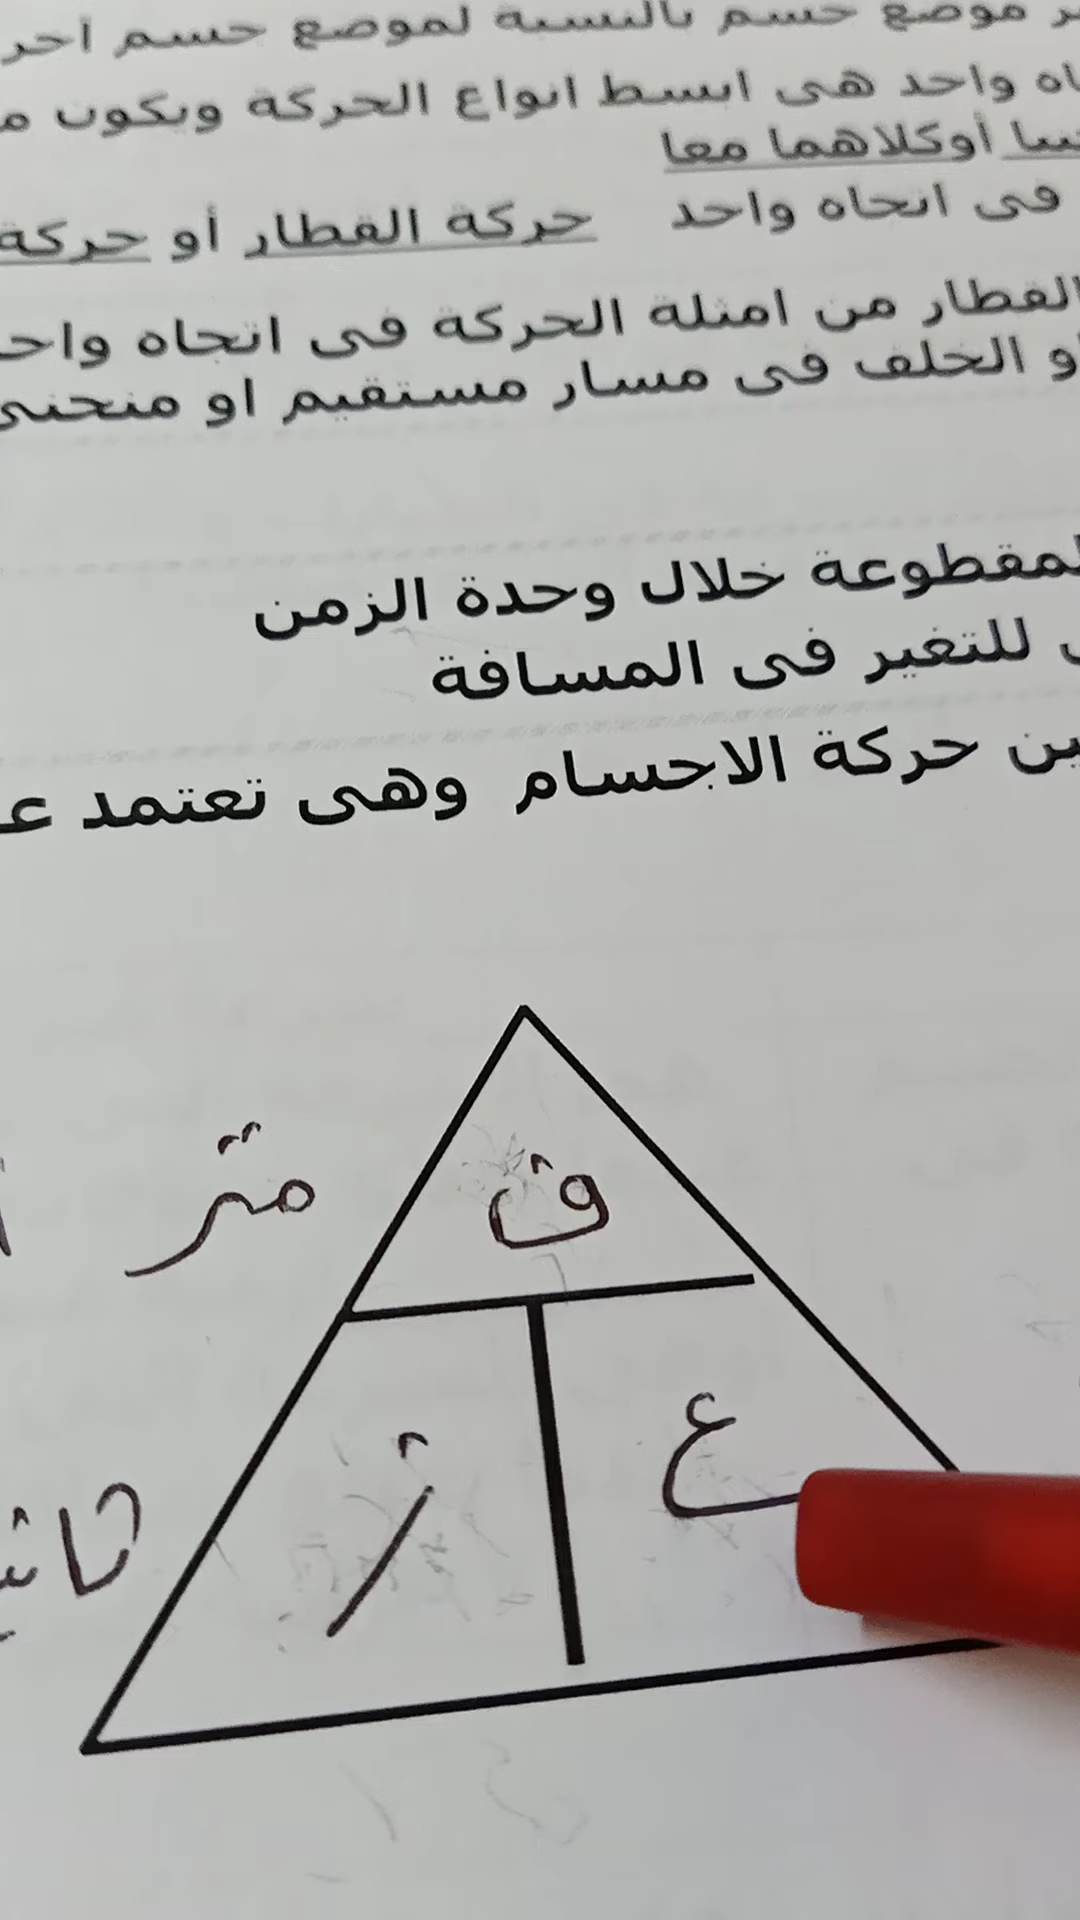 موضع جسم بالنسبة لموضع جسم آخر
واحد هى ابسط انواع الحركة ويكون
أوكلاهما معا
فى اتجاه واحد حركة القطار أو حركة
القطار من امثلة الحركة فى اتجاه
الخلف فى مسار مستقيم او منحنى
المقطوعة خلال وحدة الزمن
للتغير فى المسافة
حركة الاجسام وهى تعتمد
ف
متر
ع
ز